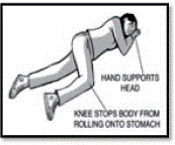 HAND SUPPORTS
HEAD
KNEE STOPS BODY FROM
ROLLING ONTO STOMACH